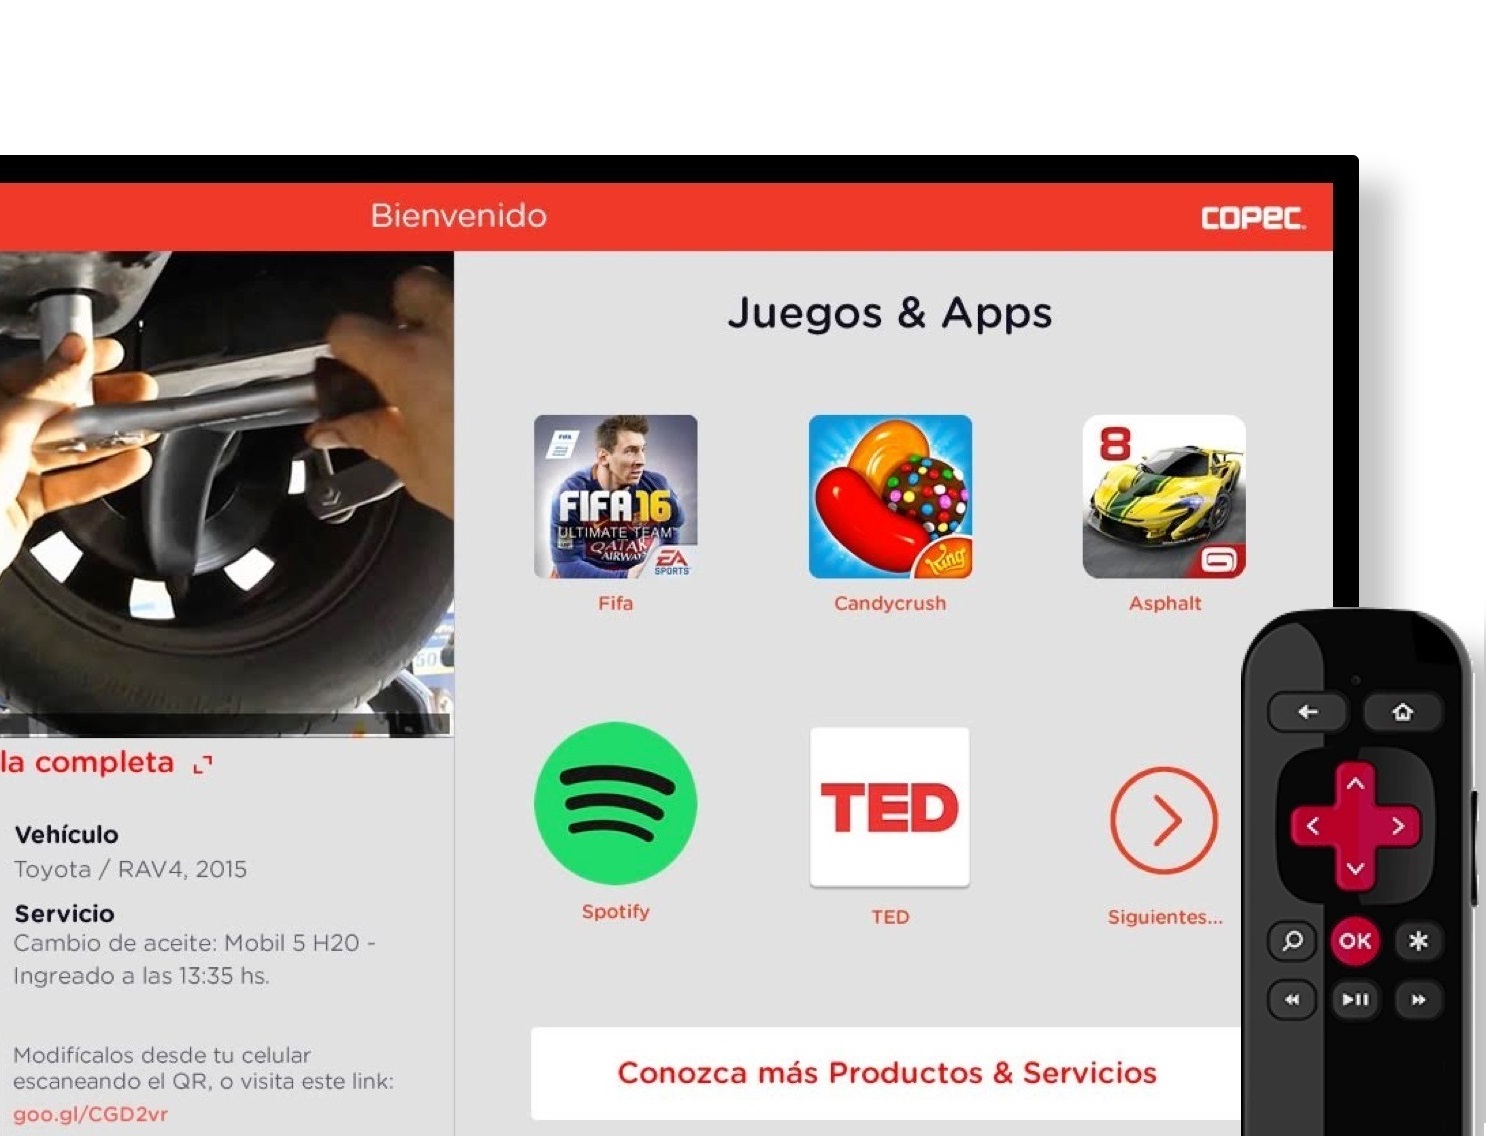 Bienvenido
COPEC
la completa
Vehículo
Toyota / RAV4, 2015
Servicio
Cambio de aceite: Mobil 5 H20 -
Ingreado a las 13:35 hs.
Modifícalos desde tu celular
escaneando el QR, o visita este link:
goo.gl/CGD2vr
Juegos & Apps
FIFA
FIFA 16
ULTIMATE TEAM
QATAR
AIRWAYS
EA
SPORTS
Fifa
King
Candycrush
8
Asphalt
Spotify
TED
TED
Siguientes...
Conozca más Productos & Servicios
OK